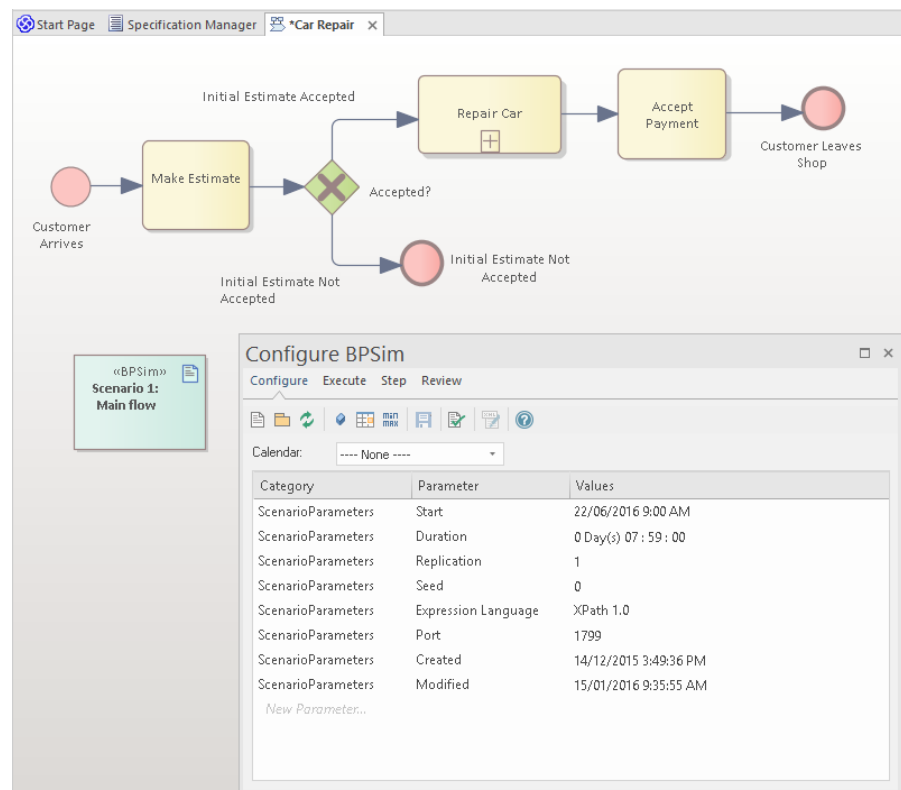 Start Page
Specification Manager
*Car Repair
Initial Estimate Accepted
Repair Car
Accept
Payment
Customer Leaves
Shop
Make Estimate
Accepted?
Customer
Arrives
Initial Estimate Not
Accepted
Initial Estimate Not
Accepted
«BPSim»
Scenario 1:
Main flow
Configure BPSim
Configure Execute Step Review
min
max
Calendar: ---- None ----
Category Parameter Values
ScenarioParameters Start 22/06/2016 9:00 AM
ScenarioParameters Duration 0 Day(s) 07 : 59 : 00
ScenarioParameters Replication 1
ScenarioParameters Seed 0
ScenarioParameters Expression Language XPath 1.0
ScenarioParameters Port 1799
ScenarioParameters Created 14/12/2015 3:49:36 PM
ScenarioParameters Modified 15/01/2016 9:35:55 AM
New Parameter...